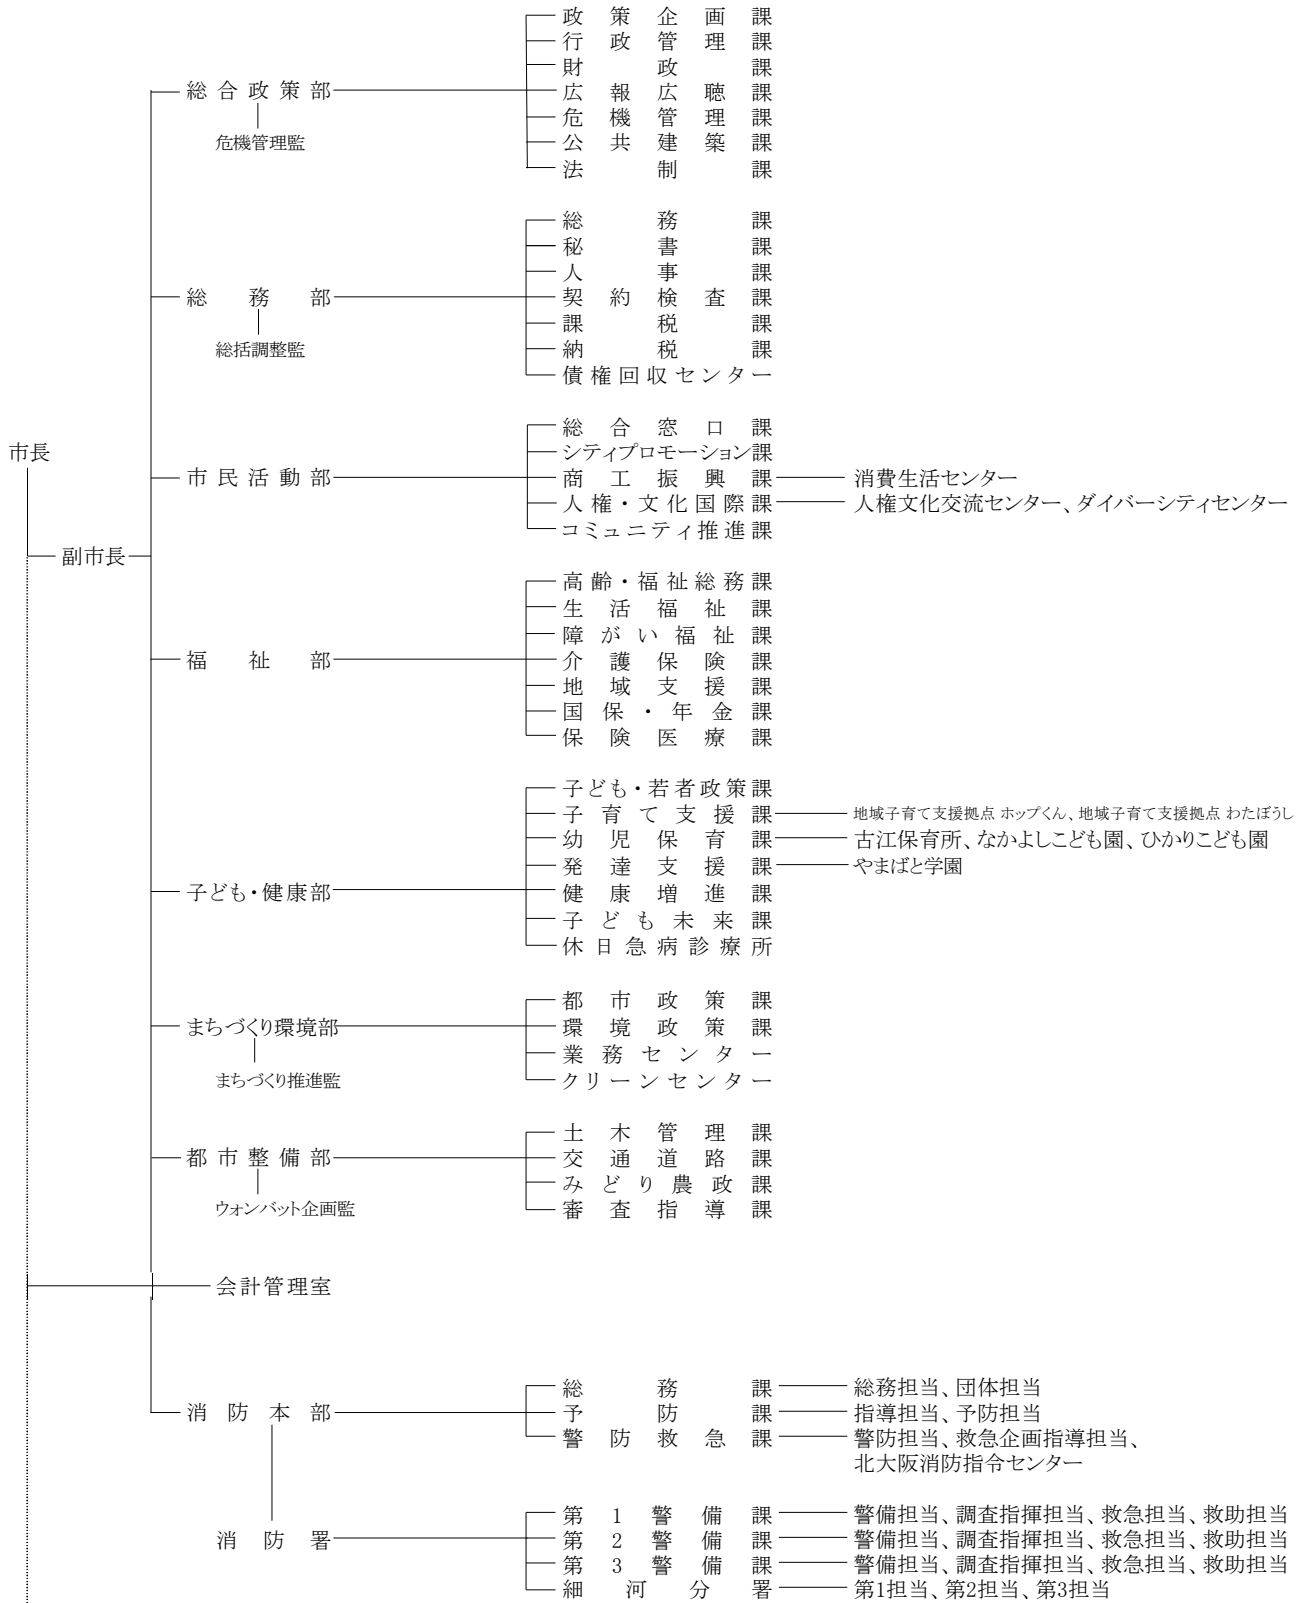 政策企画課
行政管理課
財政課
総合政策部
広報広聴課
危機管理課
危機管理監
公共建築課
法制課
総務課
秘書課
人事課
総務部
契約検査課
課税課
総括調整監
納税課
債権回収センター
総合窓口課
市長
シティプロモーション課
市民活動部
商工振興課
消費生活センター
人権・文化国際課
人権文化交流センター、ダイバーシティセンター
コミュニティ推進課
副市長
高齢・福祉総務課
生活福祉課
障がい福祉課
福祉部
介護保険課
地域支援課
国保・年金課
保険医療課
子ども・若者政策課
子育て支援課
地域子育て支援拠点 ホップくん、地域子育て支援拠点 わたぼうし
幼児保育課
古江保育所、なかよしこども園、ひかりこども園
発達支援課
やまばと学園
子ども・健康部
健康増進課
子ども未来課
休日急病診療所
都市政策課
まちづくり環境部
環境政策課
業務センター
まちづくり推進監
クリーンセンター
土木管理課
都市整備部
交通道路課
みどり農政課
ウォンバット企画監
審査指導課
会計管理室
総務課
総務担当、団体担当
消防本部
予防課
指導担当、予防担当
警防救急課
警防担当、救急企画指導担当、
北大阪消防指令センター
第1警備課
警備担当、調査指揮担当、救急担当、救助担当
消防署
第2警備課
警備担当、調査指揮担当、救急担当、救助担当
第3警備課
警備担当、調査指揮担当、救急担当、救助担当
細河分署
第1担当、第2担当、第3担当